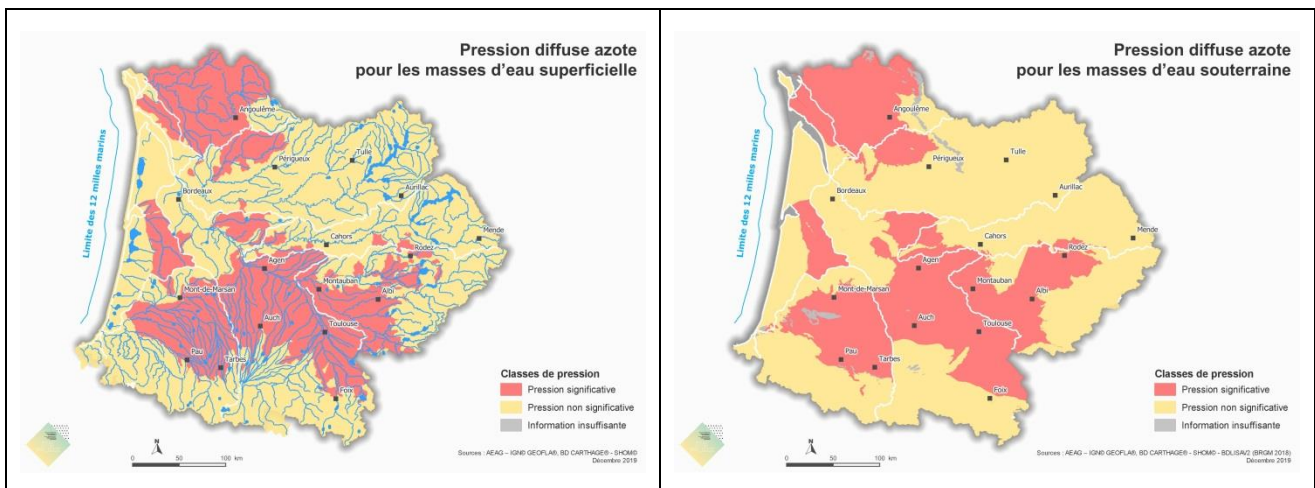 Pression diffuse azote
pour les masses d'eau superficielle
Limite des 12 milles marins
Angoulême
Périgueux
Tulle
Bordeaux
Aurillac
Mende
Cahors
Rodez
Agen
Montauban
Albi
Mont-de-Marsan
Auch
Toulouse
Pau
Tarbes
Foix
Classes de pression
Pression significative
Pression non significative
Information insuffisante
N
0 50 100 km
Sources : AEAG – IGN® GEOFLA®, BD CARTHAGE® - SHOM®
Décembre 2019
Pression diffuse azote
pour les masses d'eau souterraine
Limite des 12 milles marins
Angoulême
Périgueux
Tulle
Bordeaux
Aurillac
Mende
Cahors
Rodez
Agen
Montauban
Albi
Mont-de-Marsan
Auch
Toulouse
Pau
Tarbes
Foix
Classes de pression
Pression significative
Pression non significative
Information insuffisante
N
0 50 100 km
Sources : AEAG – IGN® GEOFLA®, BD CARTHAGE® - SHOM® - BDLISAV2 (BRGM 2018)
Décembre 2019